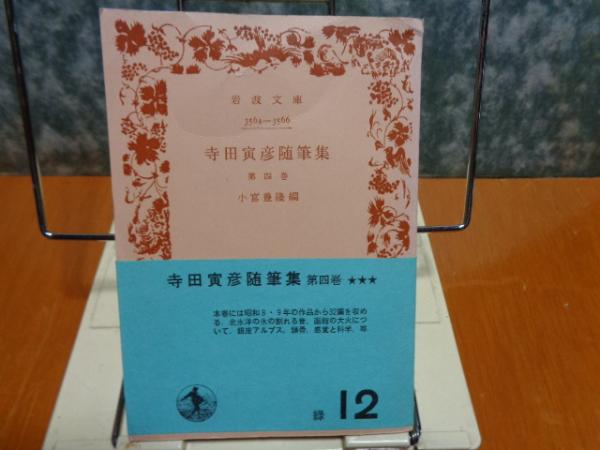 岩波文庫
3564—3566
寺田寅彦随筆集
第四巻
小宮豊隆編
寺田寅彦随筆集 第四巻 ★★★
本巻には昭和8・9年の作品から32篇を収め
る．北氷洋の氷の割れる音，函館の大火につ
いて，銀座アルプス，鎖骨，感覚と科学，等
緑 12